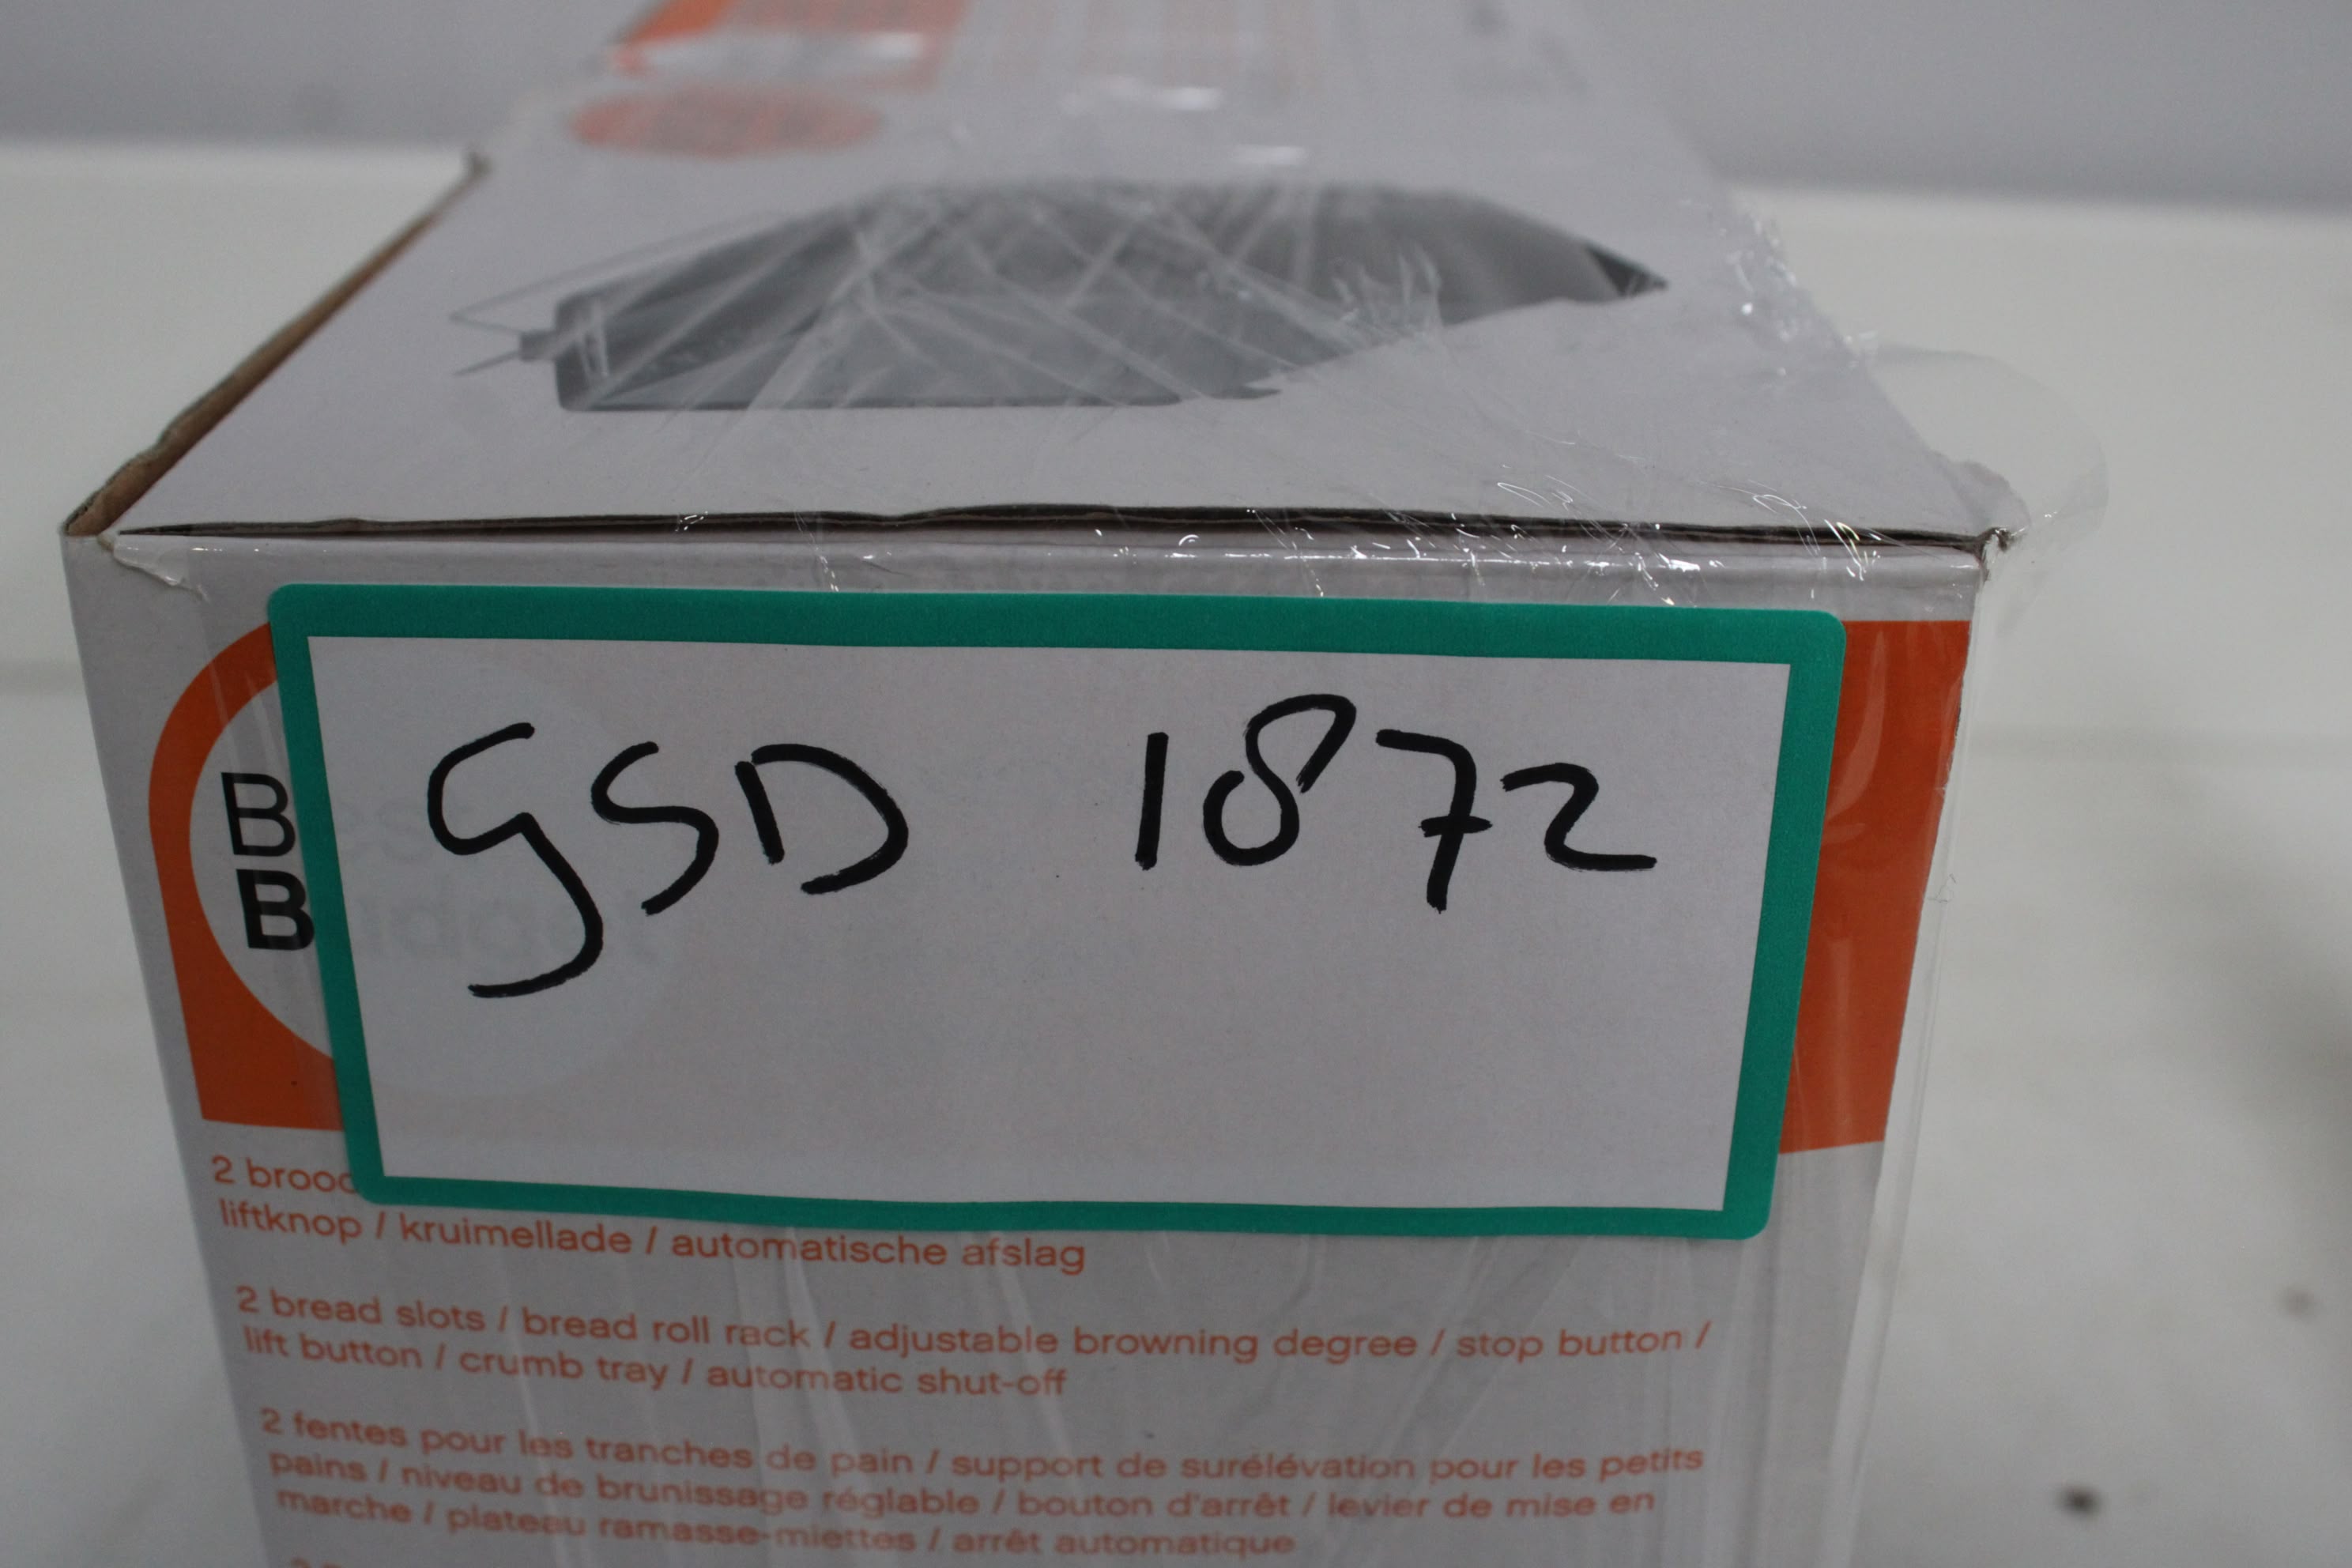 GSD 1872
B
B
2 brood
liftknop / kruimellade / automatische afslag
2 bread slots / bread roll rack / adjustable browning degree / stop button /
lift button / crumb tray / automatic shut-off
2 fentes pour les tranches de pain / support de surélévation pour les petits
pains / niveau de brunissage réglable / bouton d'arrêt / levier de mise en
marche / plateau ramasse-miettes / arrêt automatique